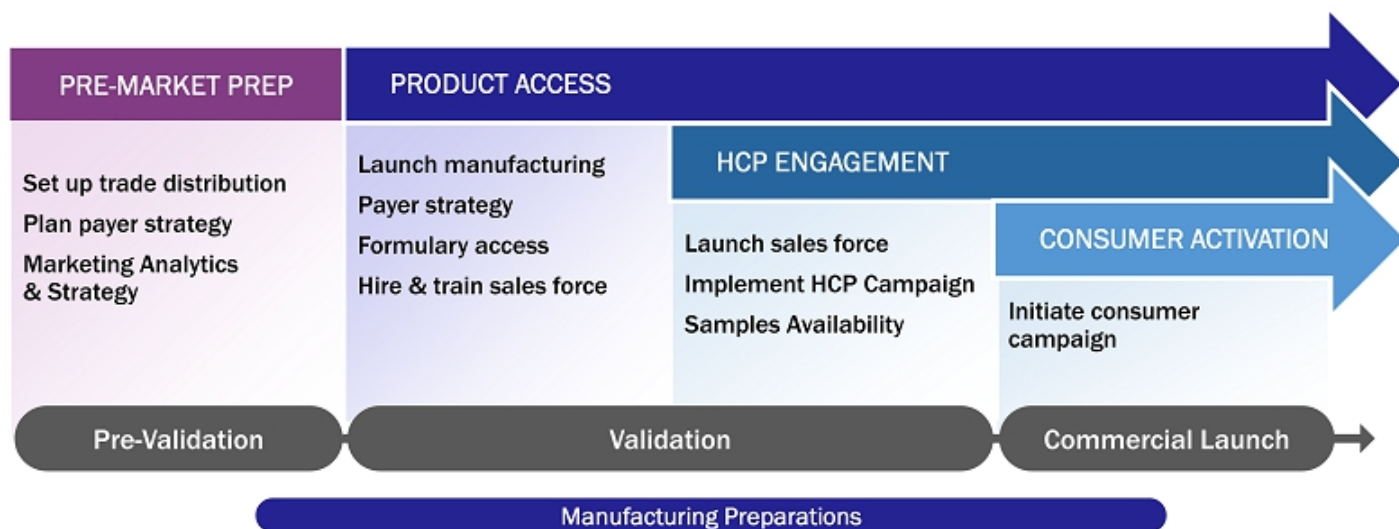 PRE-MARKET PREP
PRODUCT ACCESS
HCP ENGAGEMENT
CONSUMER ACTIVATION
Set up trade distribution
Plan payer strategy
Marketing Analytics
& Strategy
Launch manufacturing
Payer strategy
Formulary access
Hire & train sales force
Launch sales force
Implement HCP Campaign
Samples Availability
Initiate consumer
campaign
Pre-Validation
Validation
Commercial Launch
Manufacturing Preparations